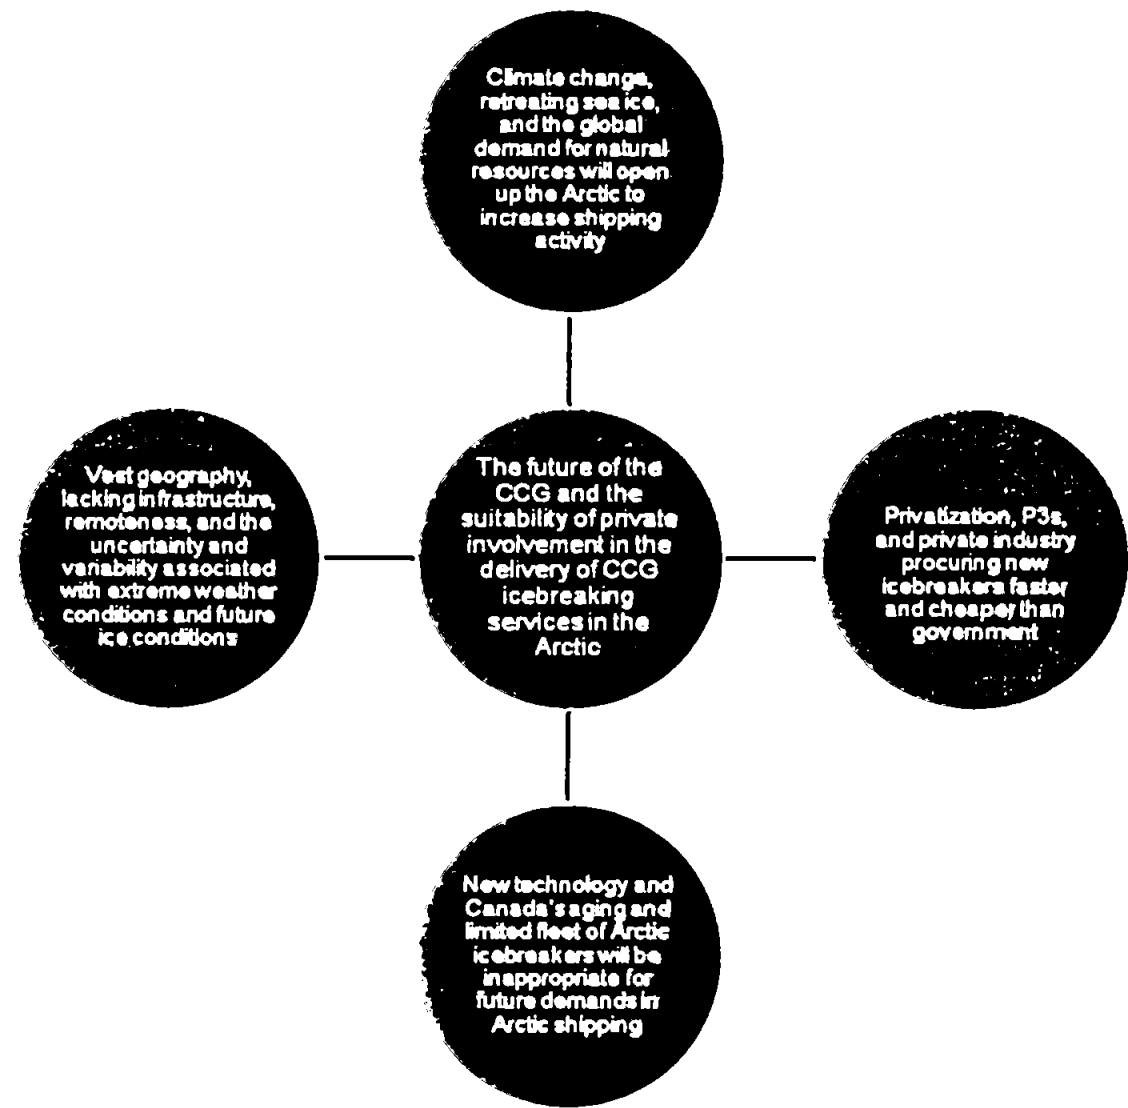 Climate change,
retreating sea ice,
and the global
demand for natural
resources will open
up the Arctic to
increase shipping
activity
Vast geography,
lacking infrastructure,
remoteness, and the
uncertainty and
variability associated
with extreme weather
conditions and future
ice conditions
The future of the
CCG and the
suitability of private
involvement in the
delivery of CCG
icebreaking
services in the
Arctic
Privatization, P3s,
and private industry
procuring new
icebreakers faster
and cheaper than
government
New technology and
Canada's aging and
limited fleet of Arctic
icebreakers will be
inappropriate for
future demands in
Arctic shipping